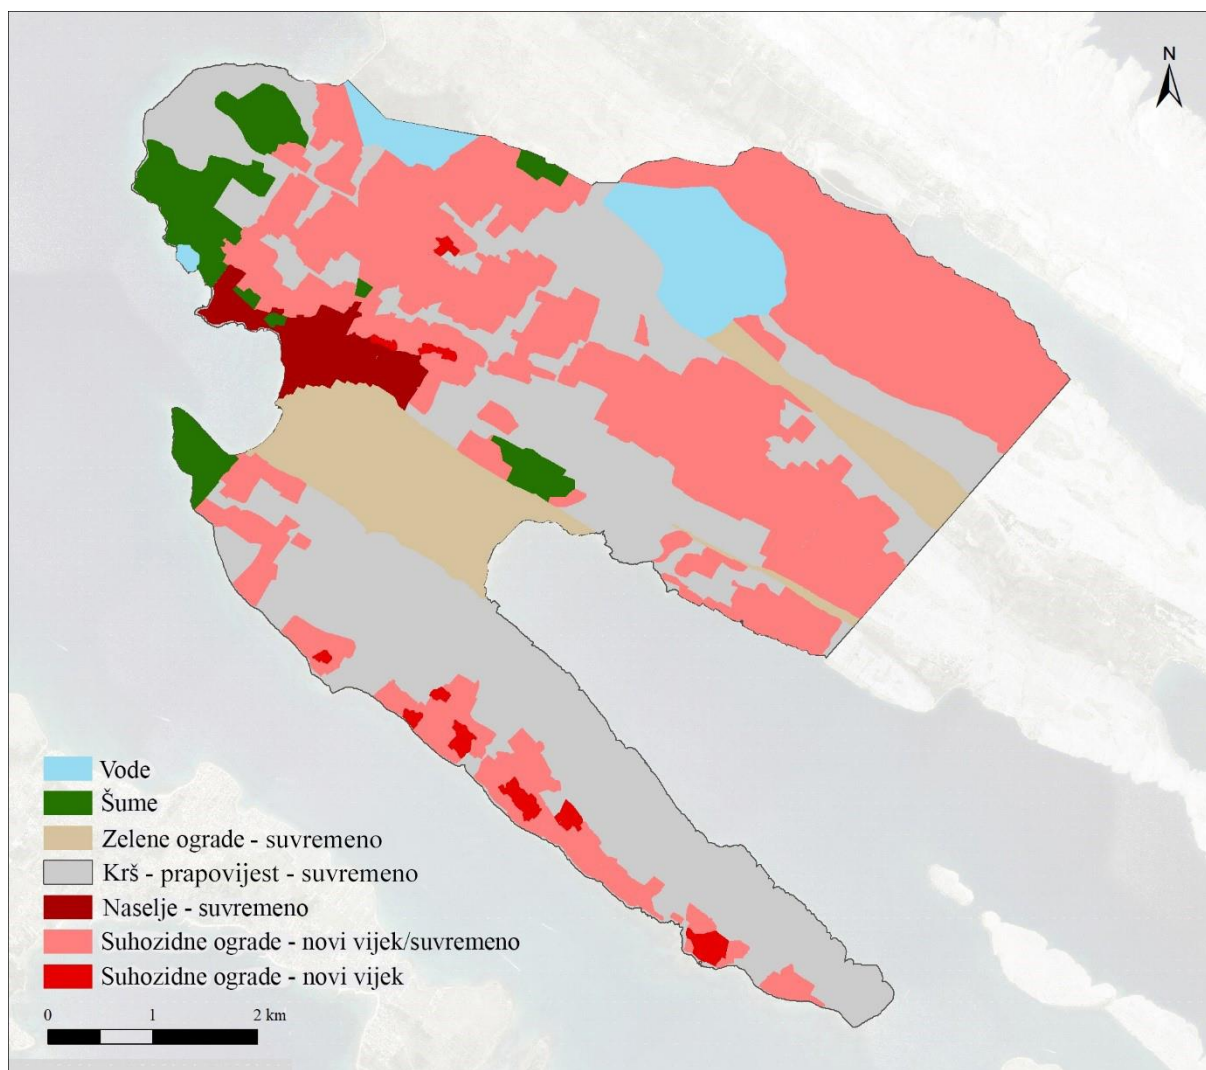 N
Vode
Šume
Zelene ograde - suvremeno
Krš - prapovijest - suvremeno
Naselje - suvremeno
Suhozidne ograde - novi vijek/suvremeno
Suhozidne ograde - novi vijek
0 1 2 km